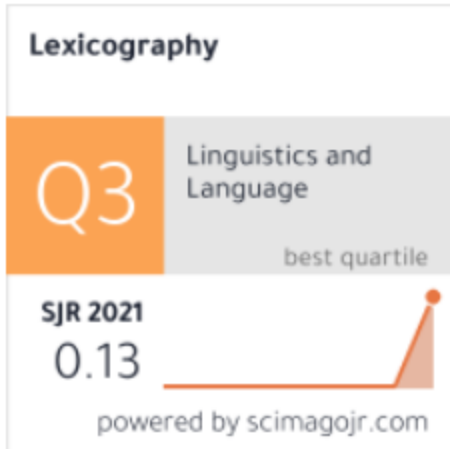 Lexicography
Q3
Linguistics and
Language
best quartile
SJR 2021
0.13
powered by scimagojr.com